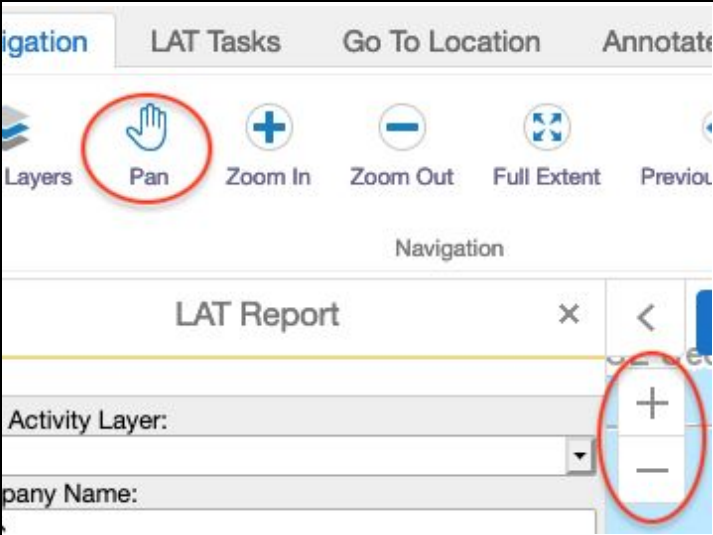 igation LAT Tasks Go To Location Annotate
Layers Pan Zoom In Zoom Out Full Extent Previou
Navigation
LAT Report
Activity Layer:
pany Name: